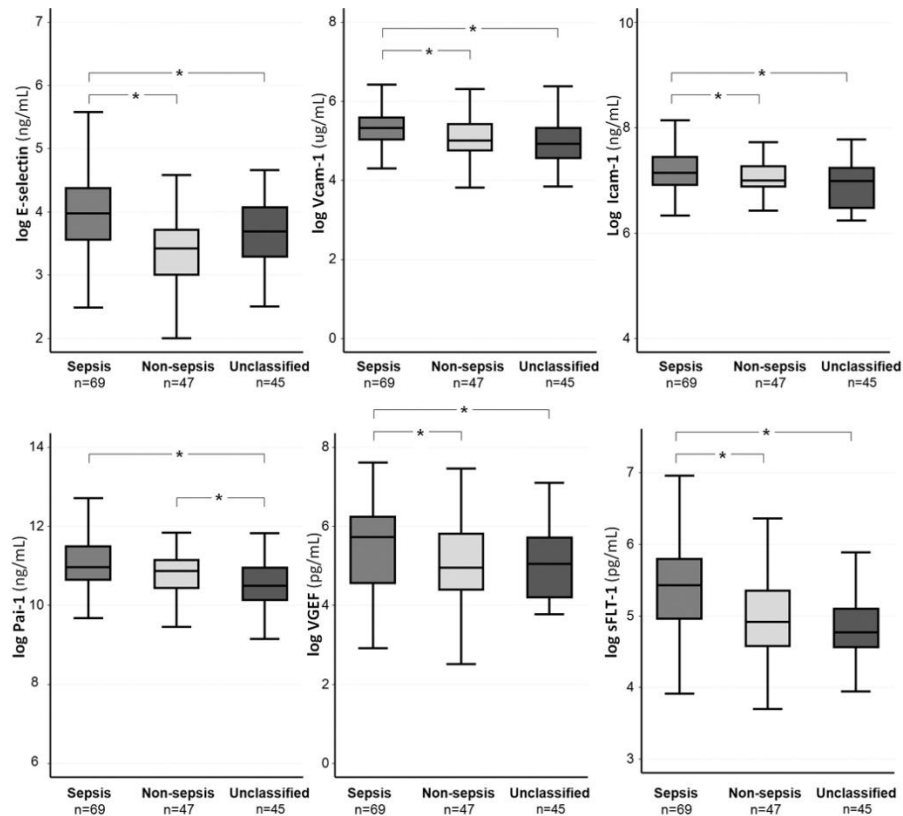 log E-selectin (ng/mL)
7
6
5
4
3
2
*
*
Sepsis Non-sepsis Unclassified
n=69 n=47 n=45
log Vcam-1 (ug/mL)
8
6
4
2
0
*
*
Sepsis Non-sepsis Unclassified
n=69 n=47 n=45
Log Icam-1 (ng/mL)
10
8
6
4
*
*
Sepsis Non-sepsis Unclassified
n=69 n=47 n=45
log Pai-1 (ng/mL)
14
12
10
8
6
*
*
Sepsis Non-sepsis Unclassified
n=69 n=47 n=45
log VGEF (pg/mL)
8
6
4
2
0
*
*
Sepsis Non-sepsis Unclassified
n=69 n=47 n=45
log sFLT-1 (pg/mL)
7
6
5
4
3
*
*
Sepsis Non-sepsis Unclassified
n=69 n=47 n=45